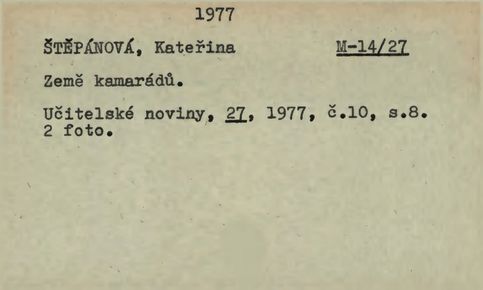 1977
ŠTĚPÁNOVÁ, Kateřina M-14/27
Země kamarádů.
Učitelské noviny, 27, 1977, č.10, s.8.
2 foto.